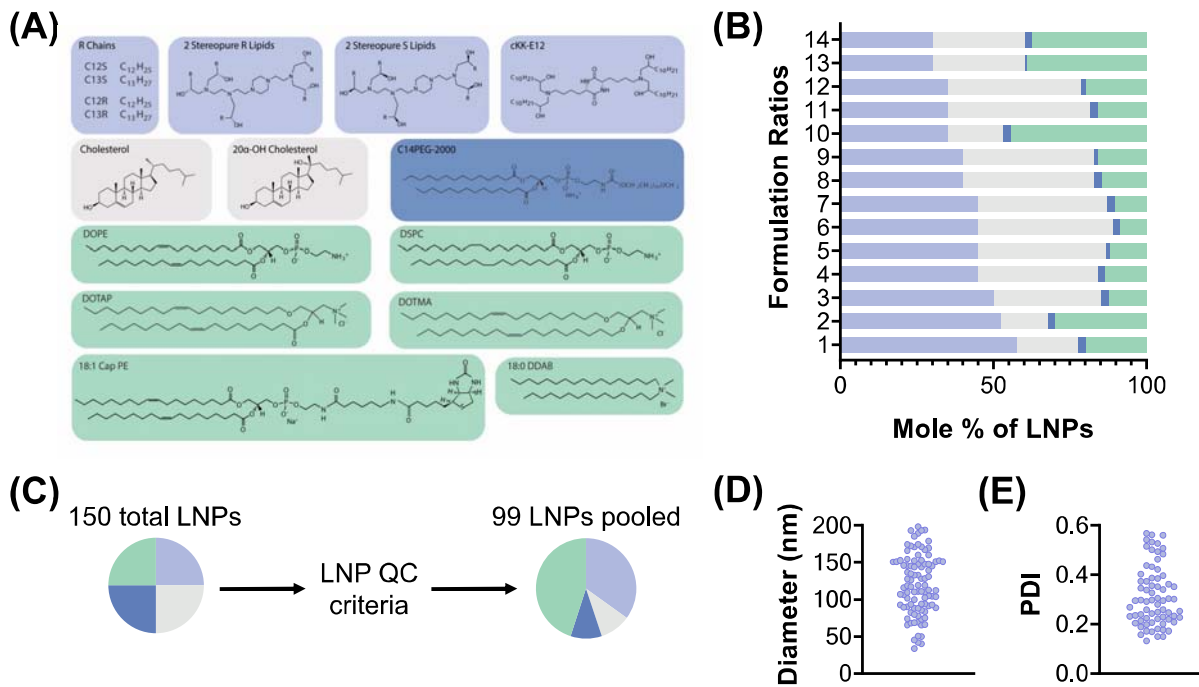 (A)
R Chains
C12S C₁₂H₂₅
C13S C₁₃H₂₇
C12R C₁₂H₂₅
C13R C₁₃H₂₇
2 Stereopure R Lipids
2 Stereopure S Lipids
cKK-E12
Cholesterol
20α-OH Cholesterol
C14PEG-2000
DOPE
DSPC
DOTAP
DOTMA
18:1 Cap PE
18:0 DDAB
(B)
Formulation Ratios
14
13
12
11
10
9
8
7
6
5
4
3
2
1
0 50 100
Mole % of LNPs
(C)
150 total LNPs
LNP QC
criteria
99 LNPs pooled
(D)
Diameter (nm)
200
150
100
50
0
(E)
PDI
0.6
0.4
0.2
0.0